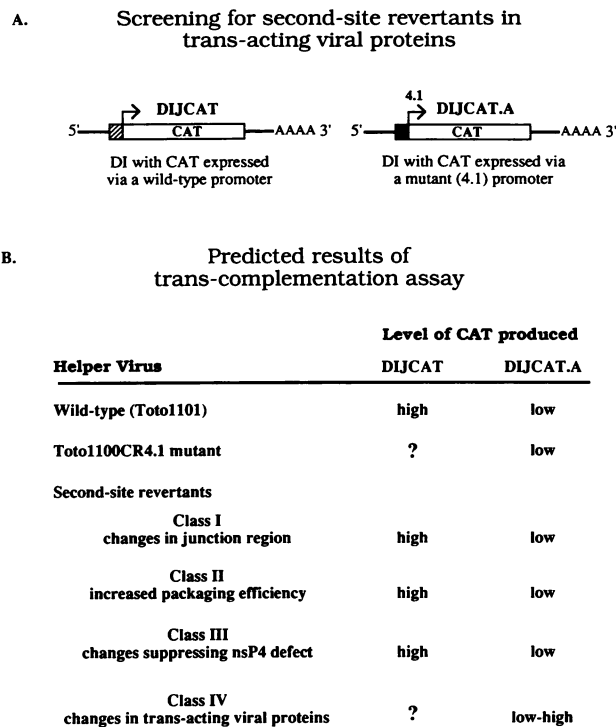 A.
Screening for second-site revertants in
trans-acting viral proteins
DIJCAT
5' CAT AAAA 3'
DI with CAT expressed
via a wild-type promoter
4.1
DIJCAT.A
5' CAT AAAA 3'
DI with CAT expressed via
a mutant (4.1) promoter
B.
Predicted results of
trans-complementation assay
Level of CAT produced
Helper Virus DIJCAT DIJCAT.A
Wild-type (Toto1101) high low
Toto1100CR4.1 mutant ? low
Second-site revertants
Class I
changes in junction region high low
Class II
increased packaging efficiency high low
Class III
changes suppressing nsP4 defect high low
Class IV
changes in trans-acting viral proteins ? low-high